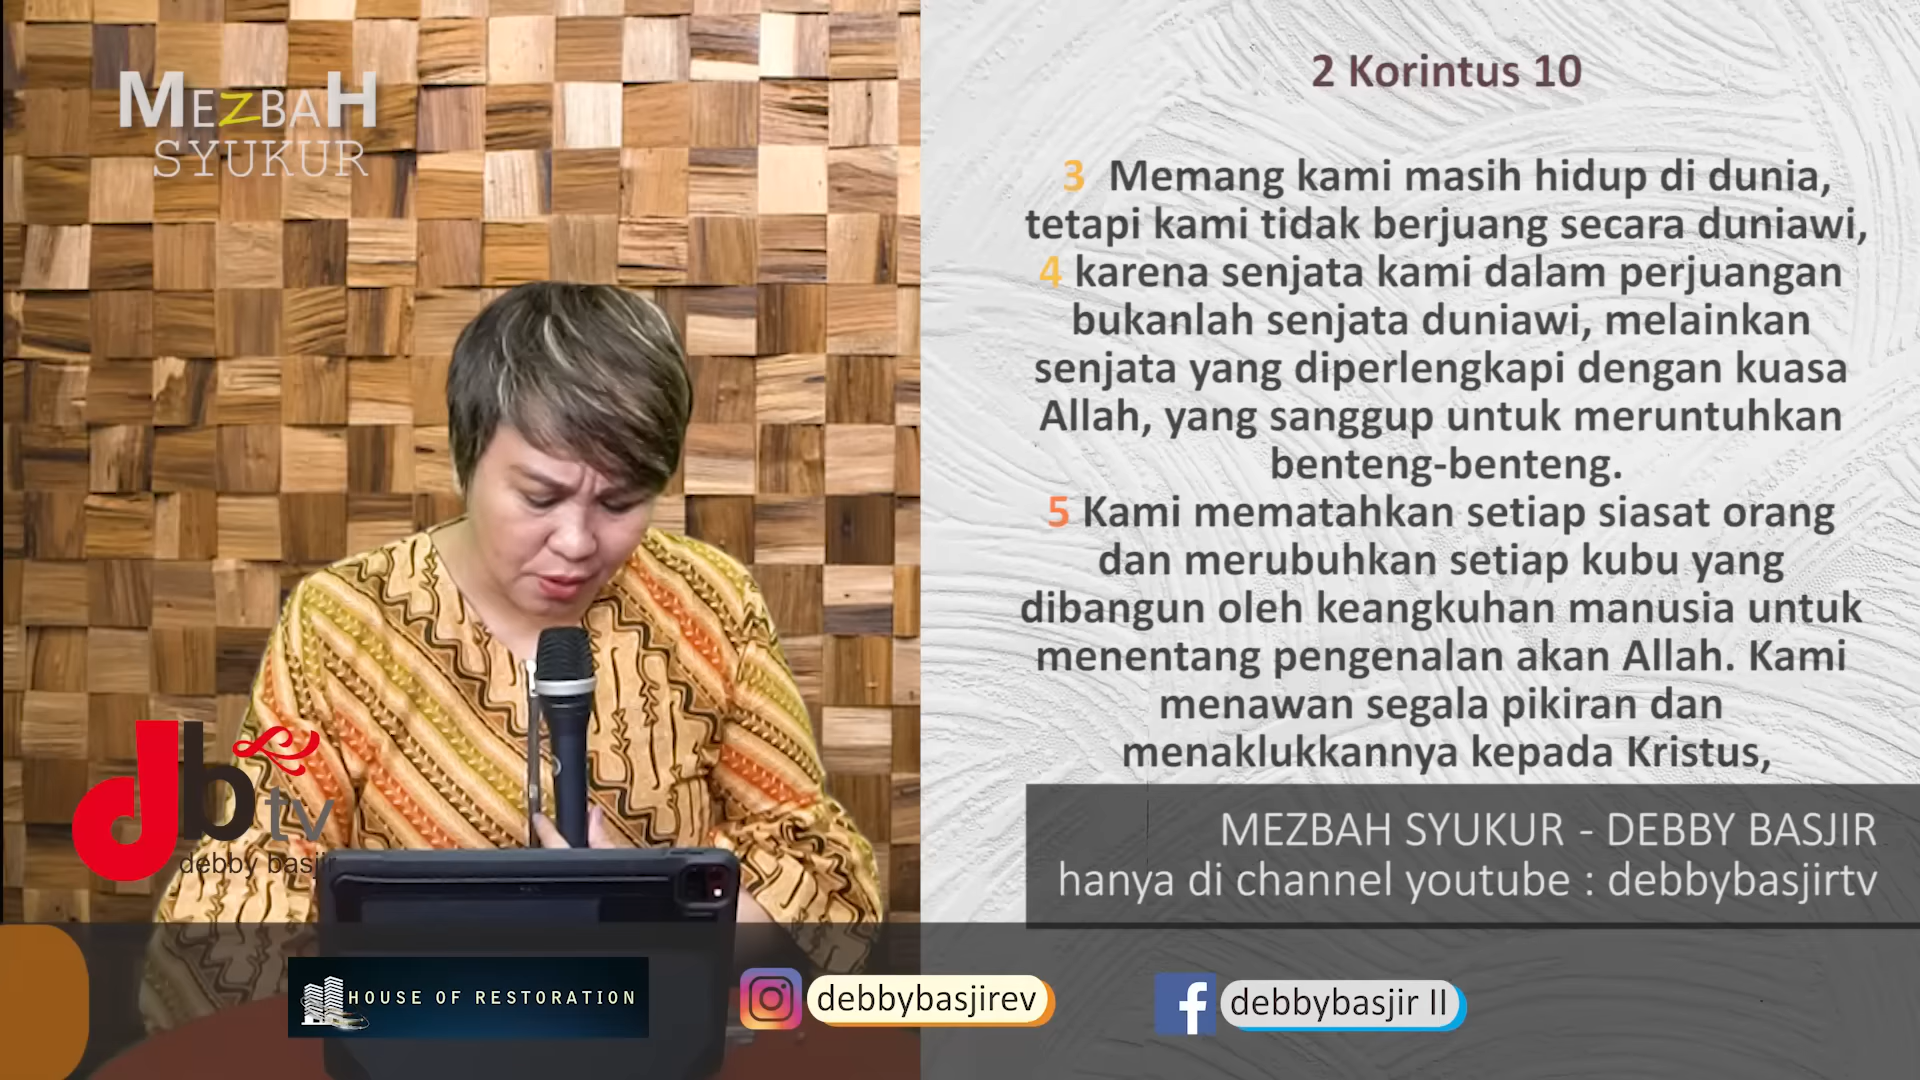 MEZBAH
SYUKUR
2 Korintus 10
3 Memang kami masih hidup di dunia,
tetapi kami tidak berjuang secara duniawi,
4 karena senjata kami dalam perjuangan
bukanlah senjata duniawi, melainkan
senjata yang diperlengkapi dengan kuasa
Allah, yang sanggup untuk meruntuhkan
benteng-benteng.
5 Kami mematahkan setiap siasat orang
dan merubuhkan setiap kubu yang
dibangun oleh keangkuhan manusia untuk
menentang pengenalan akan Allah. Kami
menawan segala pikiran dan
menaklukkannya kepada Kristus,
db tv
debby basjir
MEZBAH SYUKUR - DEBBY BASJIR
hanya di channel youtube : debbybasjirtv
HOUSE OF RESTORATION
debbybasjirev
f debbybasjir II